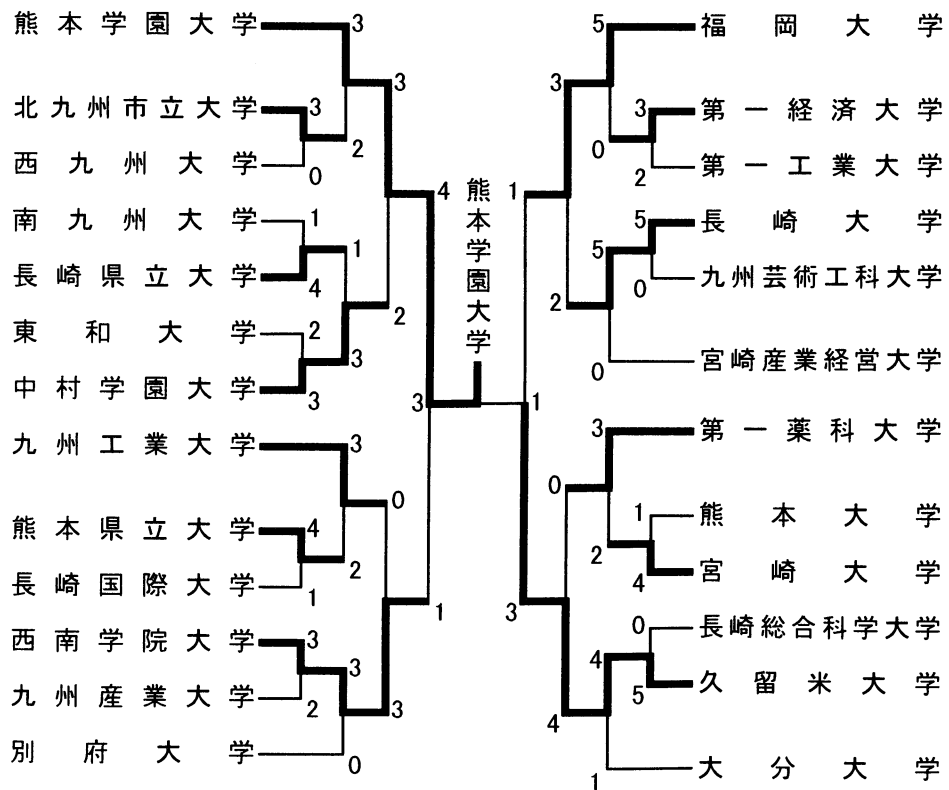 熊本学園大学
3
3
北九州市立大学
3
2
西九州大学
0
4
南九州大学
1
1
長崎県立大学
4
2
東和大学
2
3
中村学園大学
3
3
九州工業大学
3
0
熊本県立大学
4
2
長崎国際大学
1
1
西南学院大学
3
3
九州産業大学
2
3
別府大学
0
熊本学園大学
5
福岡大学
3
3
第一経済大学
0
2
第一工業大学
1
5
長崎大学
5
0
九州芸術工科大学
2
0
宮崎産業経営大学
1
3
第一薬科大学
0
1
熊本大学
2
4
宮崎大学
3
0
長崎総合科学大学
4
5
久留米大学
4
1
大分大学